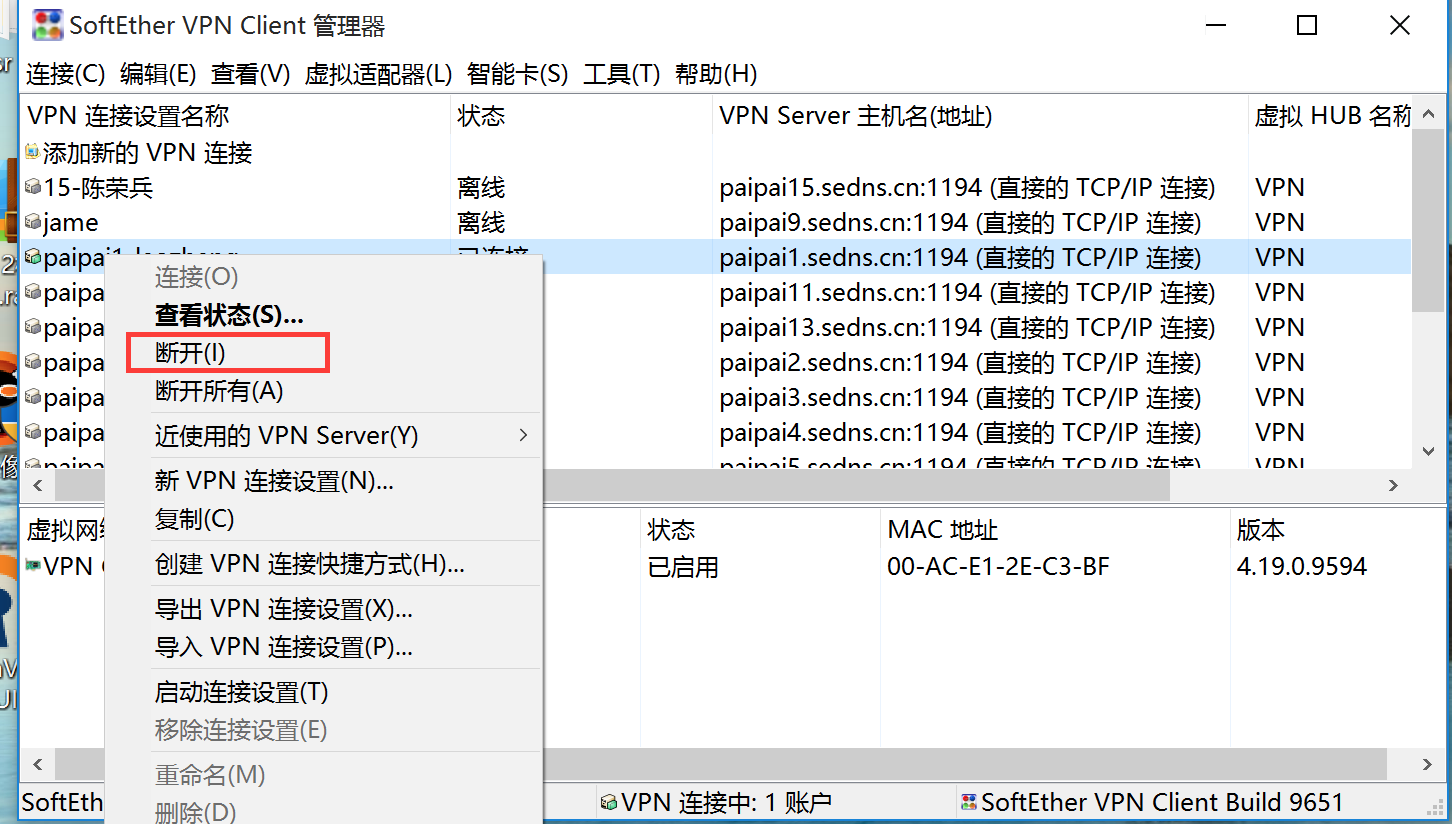 SoftEther VPN Client 管理器
连接(C) 编辑(E) 查看(V) 虚拟适配器(L) 智能卡(S) 工具(T) 帮助(H)
VPN 连接设置名称 状态 VPN Server 主机名(地址) 虚拟 HUB 名称
添加新的 VPN 连接
15-陈荣兵 离线 paipai15.sedns.cn:1194 (直接的 TCP/IP 连接) VPN
jame 离线 paipai9.sedns.cn:1194 (直接的 TCP/IP 连接) VPN
已连接 paipai1.sedns.cn:1194 (直接的 TCP/IP 连接) VPN
paipa paipai11.sedns.cn:1194 (直接的 TCP/IP 连接) VPN
paipa paipai13.sedns.cn:1194 (直接的 TCP/IP 连接) VPN
paipa paipai2.sedns.cn:1194 (直接的 TCP/IP 连接) VPN
paipa paipai3.sedns.cn:1194 (直接的 TCP/IP 连接) VPN
paipa paipai4.sedns.cn:1194 (直接的 TCP/IP 连接) VPN
paipa paipai5.sedns.cn:1194 (直接的 TCP/IP 连接) VPN
连接(O)
查看状态(S)...
断开(I)
断开所有(A)
近使用的 VPN Server(Y)
新 VPN 连接设置(N)...
复制(C)
创建 VPN 连接快捷方式(H)...
导出 VPN 连接设置(X)...
导入 VPN 连接设置(P)...
启动连接设置(T)
移除连接设置(E)
重命名(M)
删除(D)
虚拟网络 状态 MAC 地址 版本
VPN 已启用 00-AC-E1-2E-C3-BF 4.19.0.9594
SoftEth VPN 连接中: 1 账户 SoftEther VPN Client Build 9651